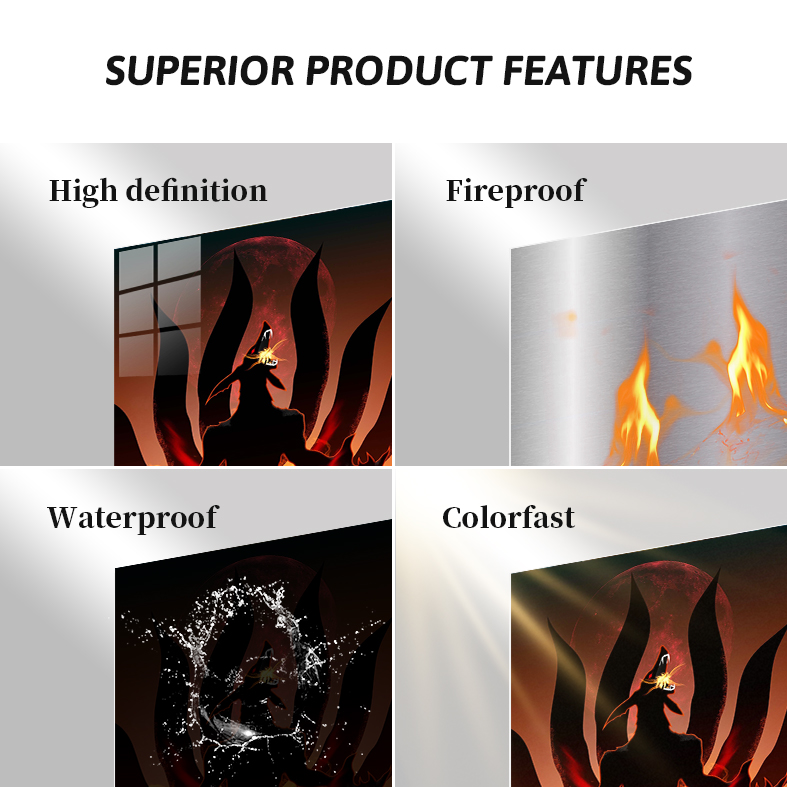 SUPERIOR PRODUCT FEATURES
High definition
Fireproof
Waterproof
Colorfast